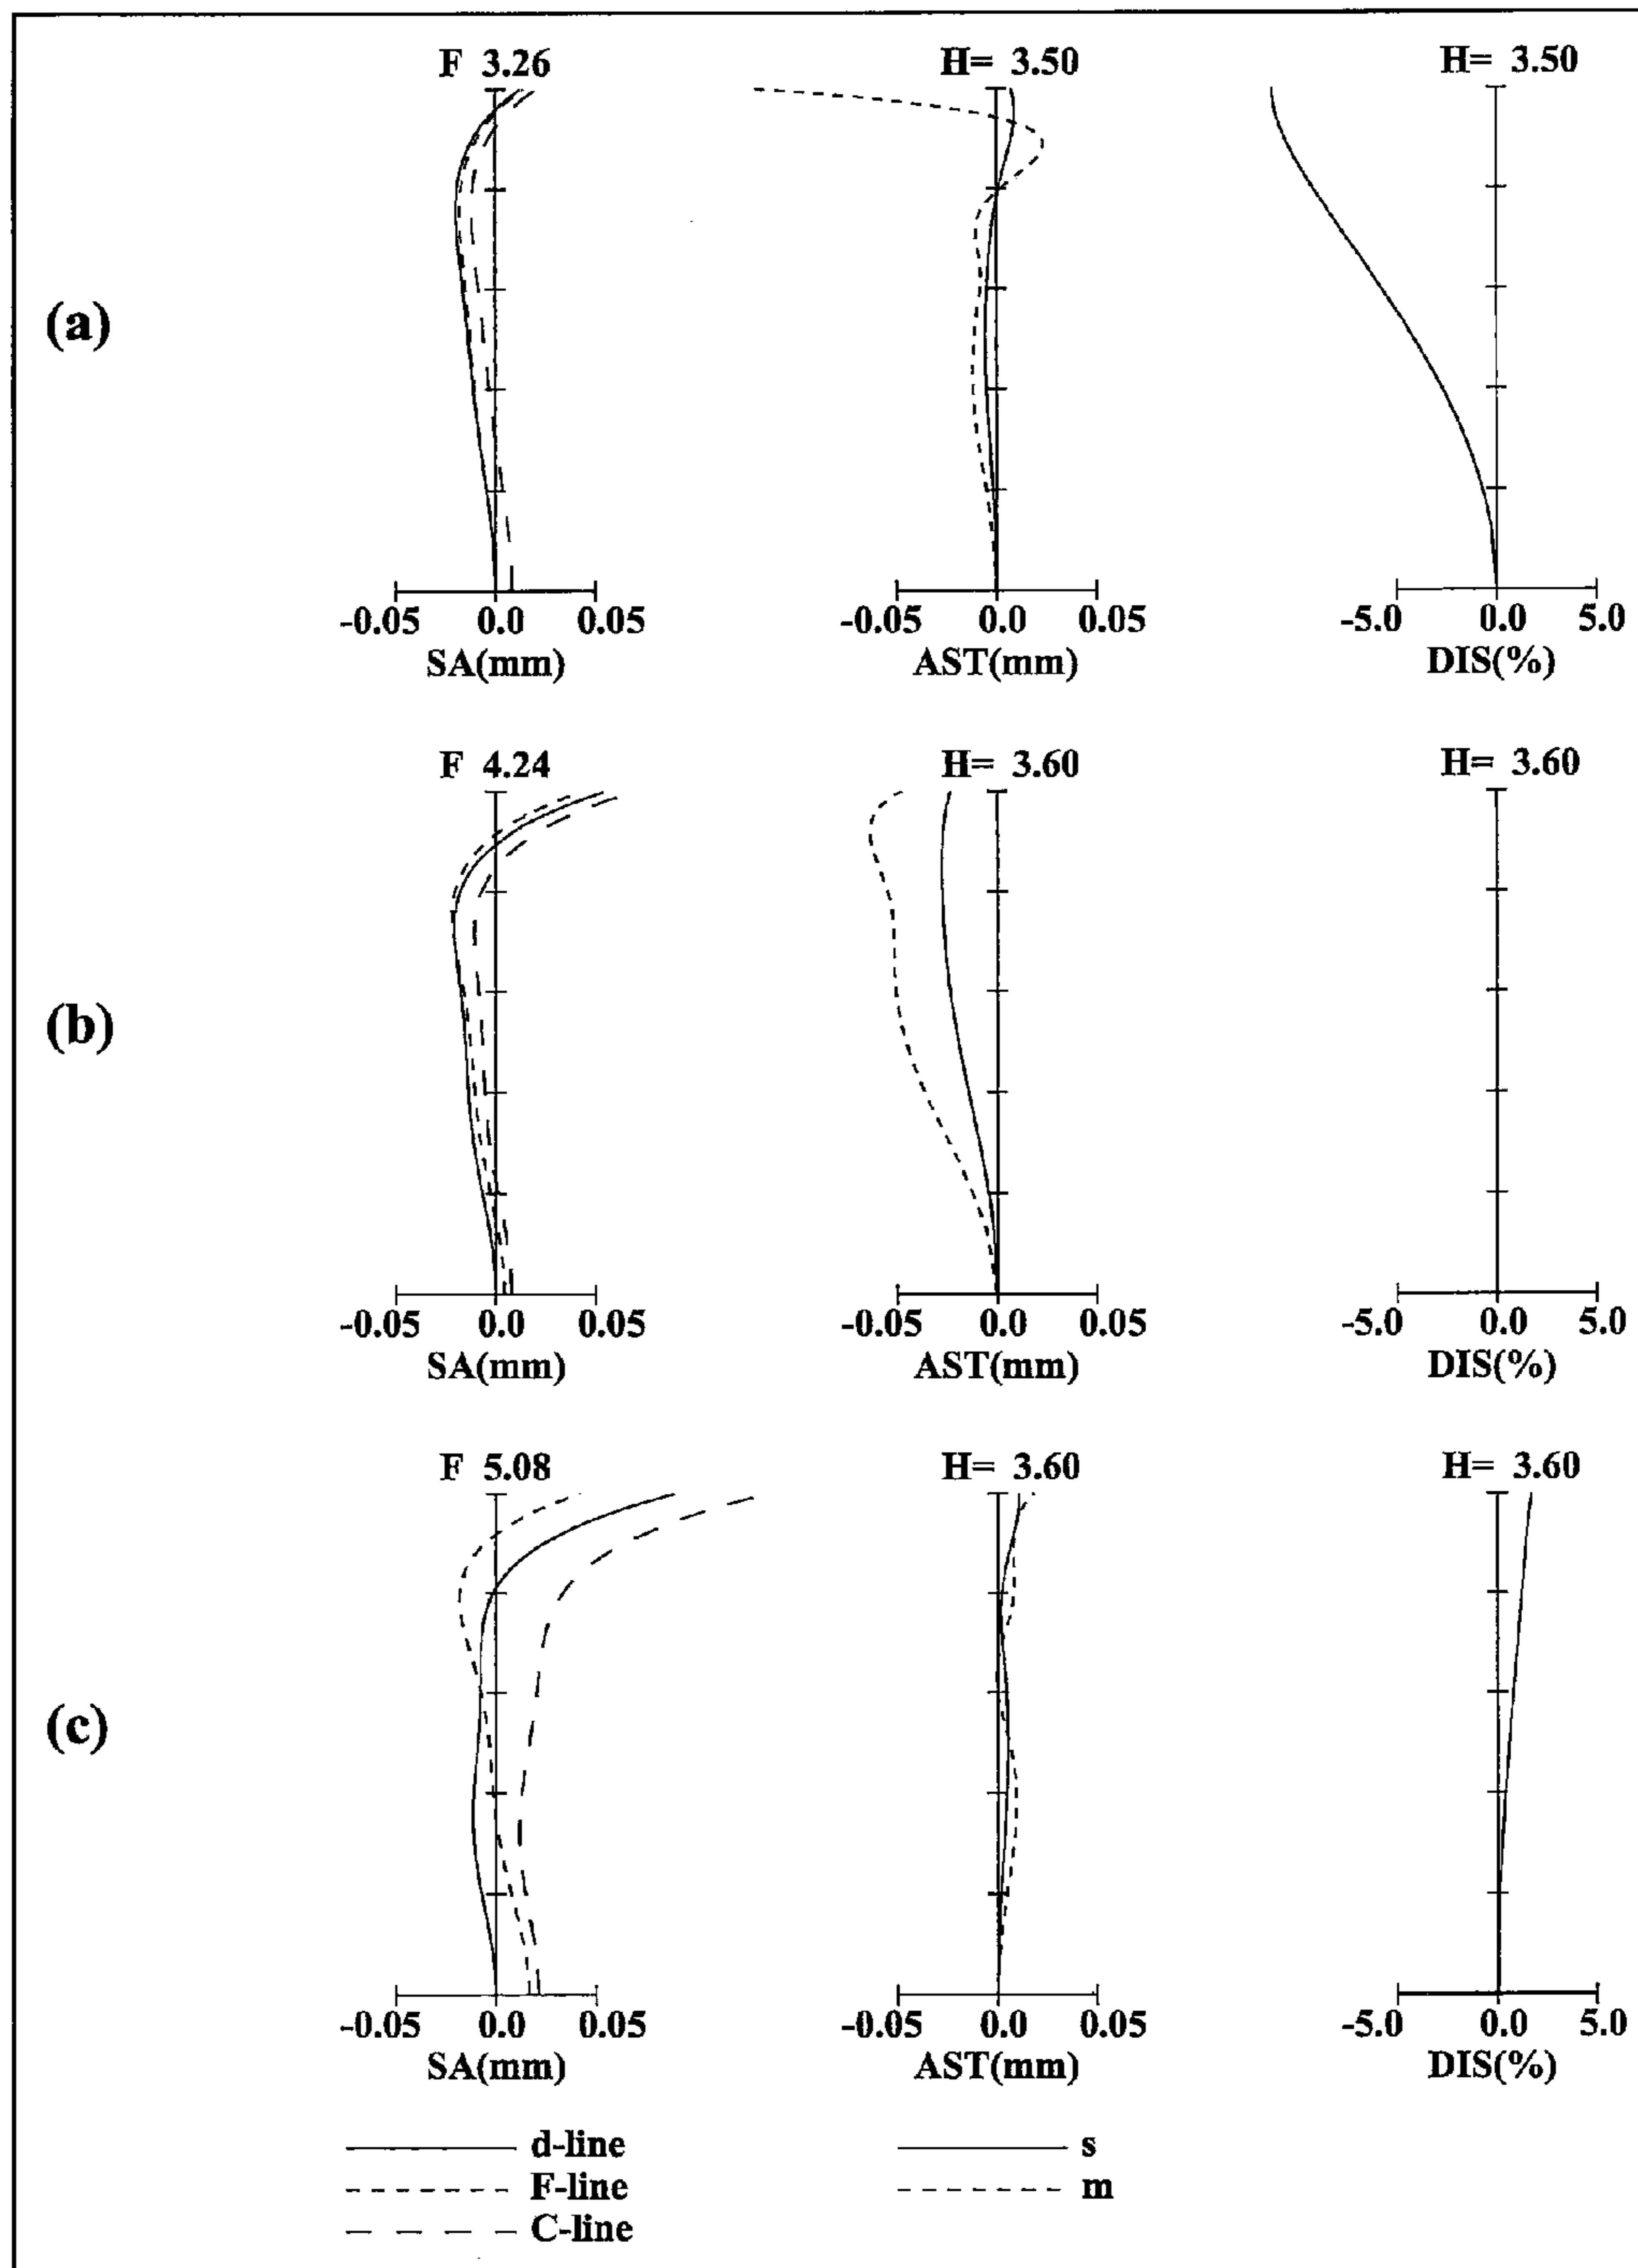 F 3.26 H= 3.50 H= 3.50
(a)
-0.05 0.0 0.05 -0.05 0.0 0.05 -5.0 0.0 5.0
SA(mm) AST(mm) DIS(%)
F 4.24 H= 3.60 H= 3.60
(b)
-0.05 0.0 0.05 -0.05 0.0 0.05 -5.0 0.0 5.0
SA(mm) AST(mm) DIS(%)
F 5.08 H= 3.60 H= 3.60
(c)
-0.05 0.0 0.05 -0.05 0.0 0.05 -5.0 0.0 5.0
SA(mm) AST(mm) DIS(%)
d-line s
F-line m
C-line